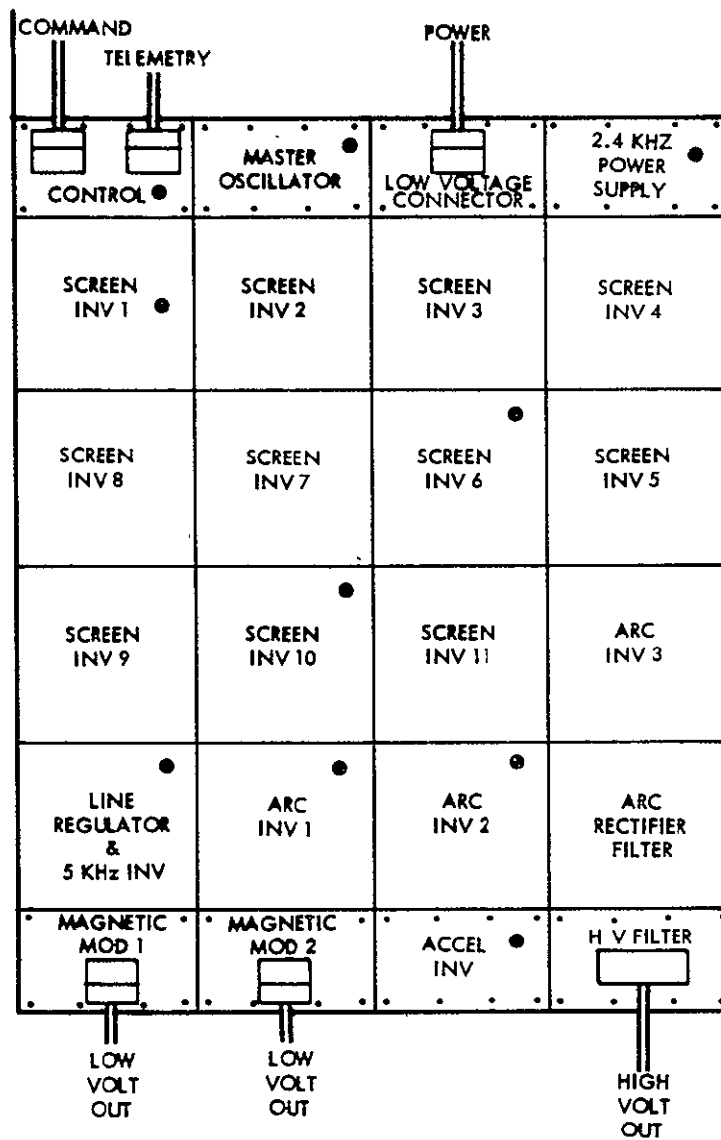 COMMAND
TELEMETRY
POWER
CONTROL
MASTER
OSCILLATOR
LOW VOLTAGE
CONNECTOR
2.4 KHZ
POWER
SUPPLY
SCREEN
INV 1
SCREEN
INV 2
SCREEN
INV 3
SCREEN
INV 4
SCREEN
INV 8
SCREEN
INV 7
SCREEN
INV 6
SCREEN
INV 5
SCREEN
INV 9
SCREEN
INV 10
SCREEN
INV 11
ARC
INV 3
LINE
REGULATOR
&
5 KHz INV
ARC
INV 1
ARC
INV 2
ARC
RECTIFIER
FILTER
MAGNETIC
MOD 1
MAGNETIC
MOD 2
ACCEL
INV
H V FILTER
LOW
VOLT
OUT
LOW
VOLT
OUT
HIGH
VOLT
OUT